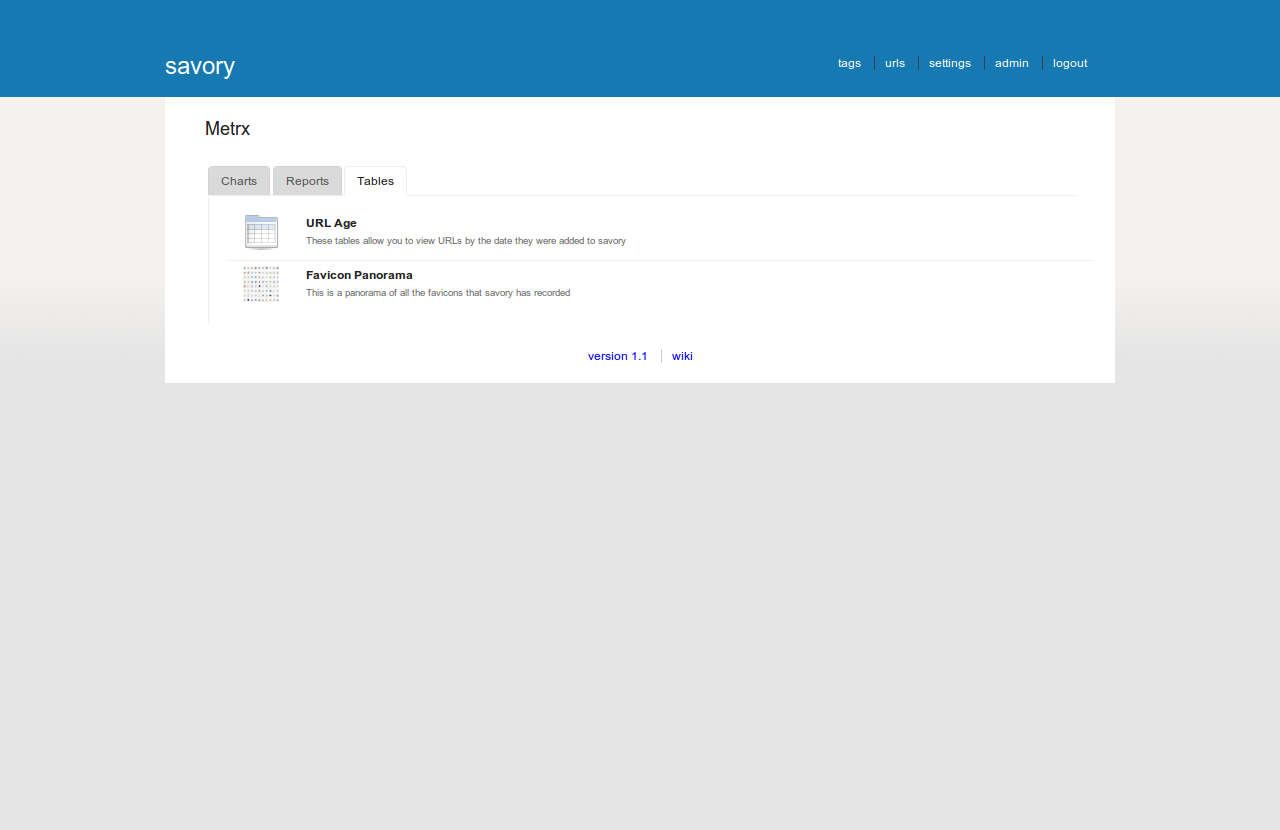 savory
tags urls settings admin logout
Metrx
Charts Reports Tables
URL Age
These tables allow you to view URLs by the date they were added to savory
Favicon Panorama
This is a panorama of all the favicons that savory has recorded
version 1.1 wiki